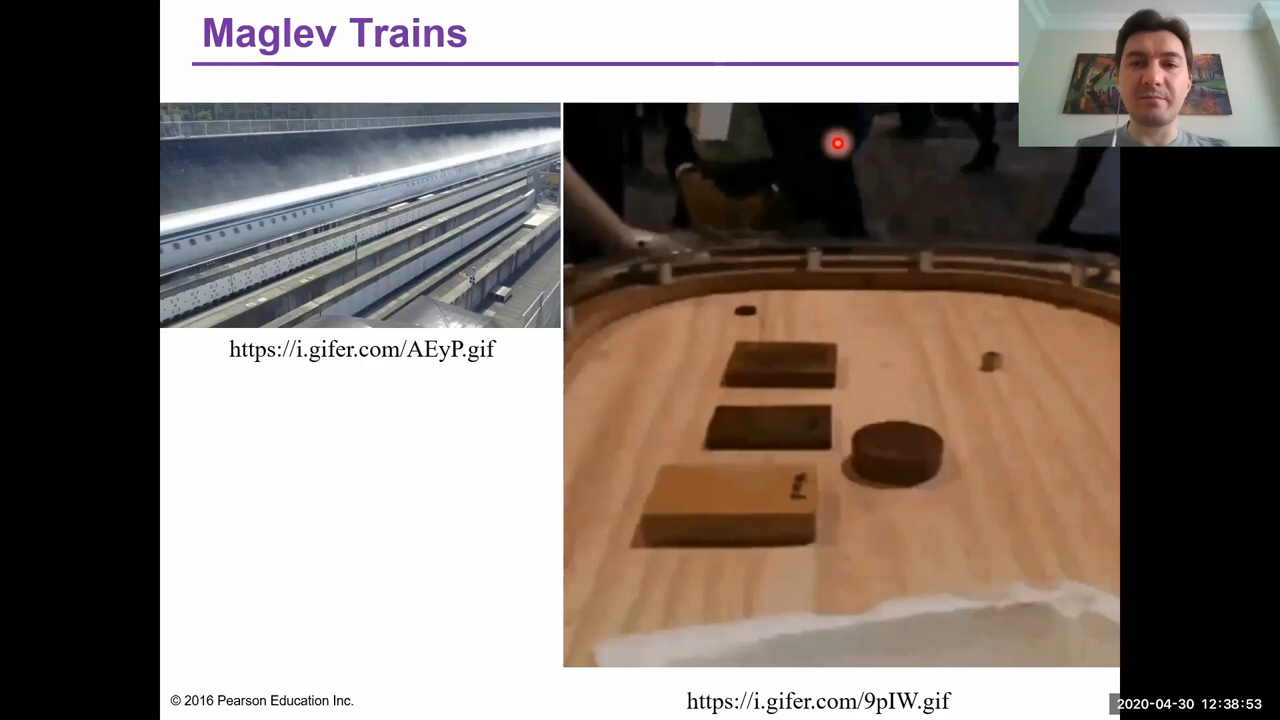 Maglev Trains
https://i.gifer.com/AEyP.gif
© 2016 Pearson Education Inc.
https://i.gifer.com/9pIW.gif
2020-04-30 12:38:53